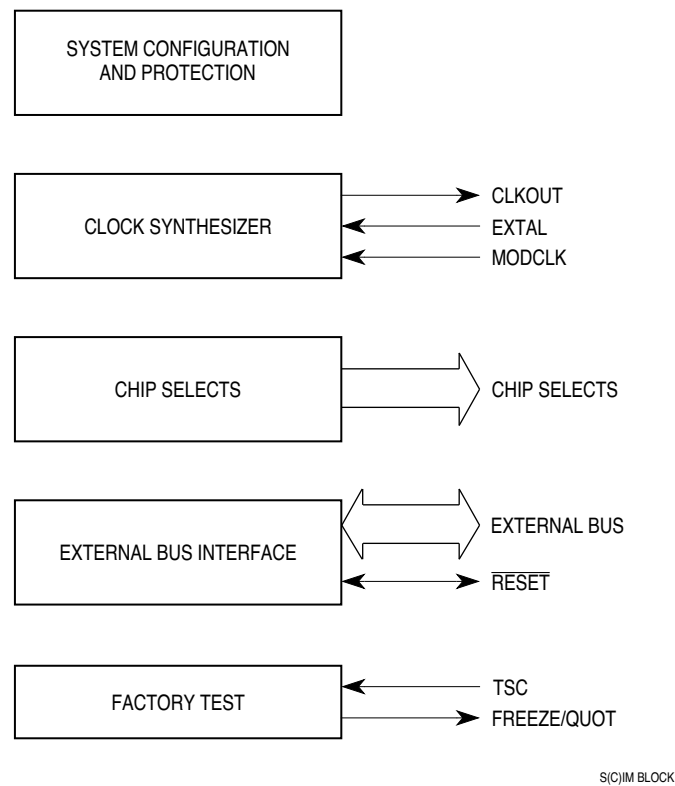 SYSTEM CONFIGURATION
AND PROTECTION
CLOCK SYNTHESIZER
CLKOUT
EXTAL
MODCLK
CHIP SELECTS
CHIP SELECTS
EXTERNAL BUS INTERFACE
EXTERNAL BUS
RESET
FACTORY TEST
TSC
FREEZE/QUOT
S(C)IM BLOCK